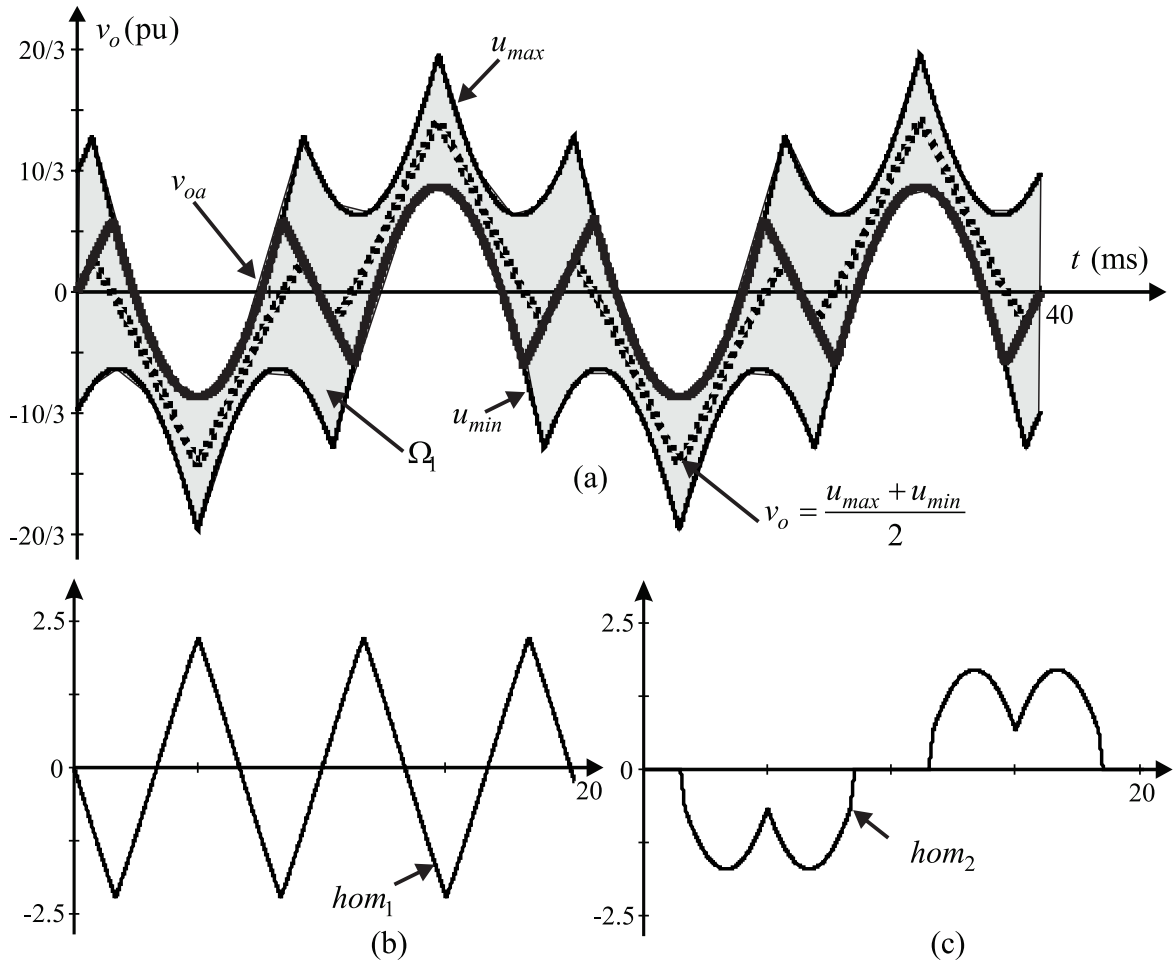 v_o (pu)
20/3
u_max
10/3
v_oa
t (ms)
0
40
-10/3
u_min
Ω_1
(a)
v_o = (u_max + u_min) / 2
-20/3
2.5
0
20
hom_1
-2.5
(b)
2.5
0
20
hom_2
-2.5
(c)